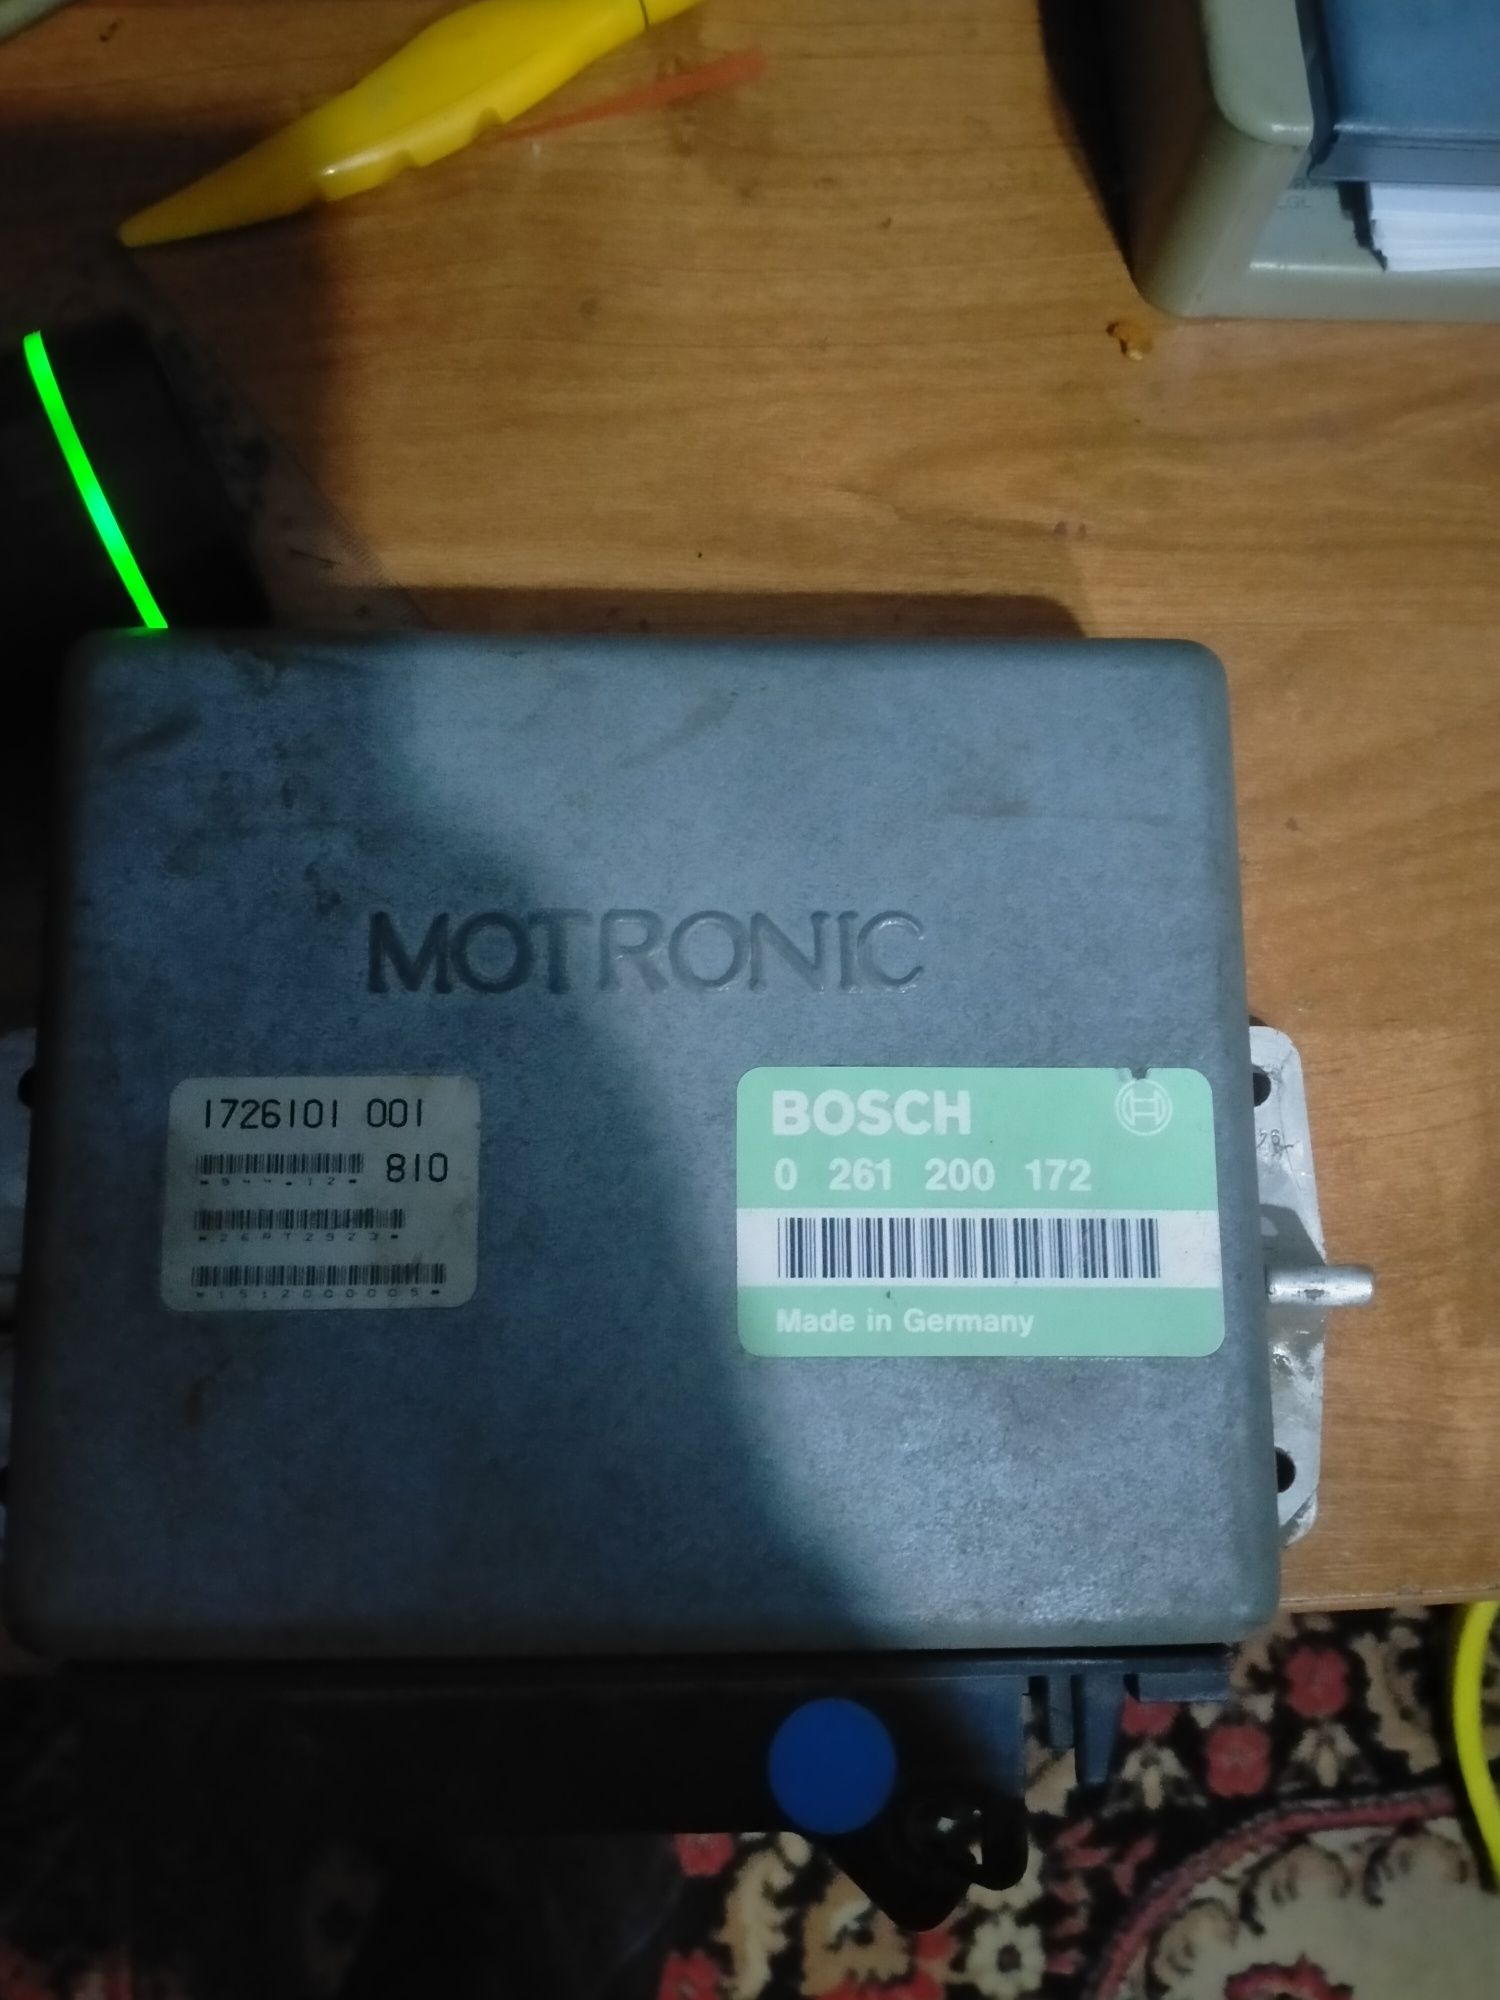 MOTRONIC
1726101 001
810
BOSCH
0 261 200 172
Made in Germany